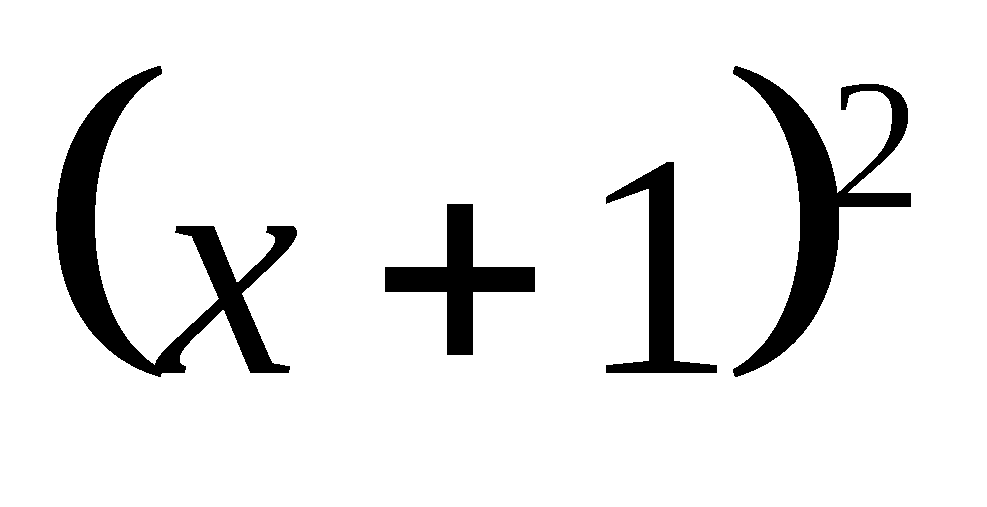 (x + 1)²